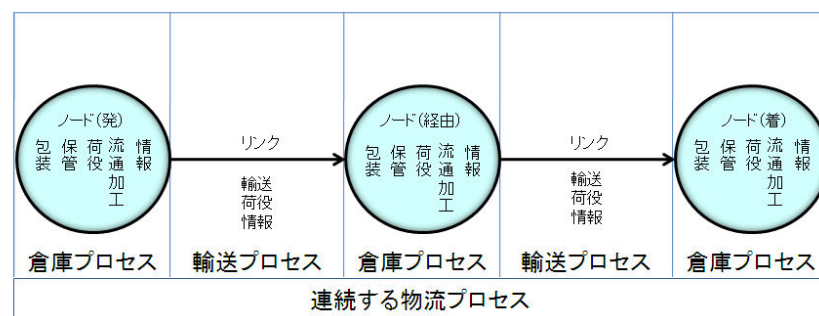 ノード(発)
包装 保管 荷役 流通加工 情報
リンク
輸送
荷役
情報
ノード(経由)
包装 保管 荷役 流通加工 情報
リンク
輸送
荷役
情報
ノード(着)
包装 保管 荷役 流通加工 情報
倉庫プロセス 輸送プロセス 倉庫プロセス 輸送プロセス 倉庫プロセス
連続する物流プロセス